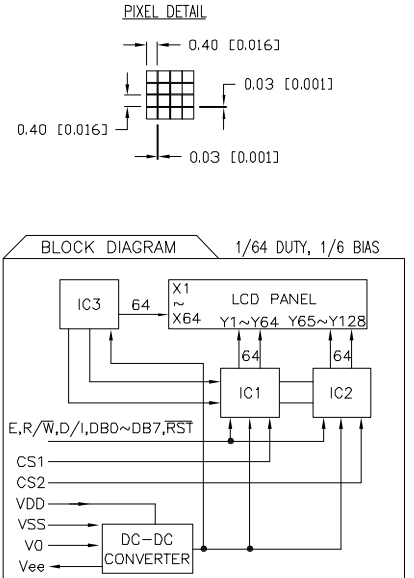 PIXEL DETAIL
0.40 [0.016]
0.03 [0.001]
0.40 [0.016]
0.03 [0.001]
BLOCK DIAGRAM
1/64 DUTY, 1/6 BIAS
IC3
64
X1
~
X64
LCD PANEL
Y1~Y64 Y65~Y128
64
64
IC1
IC2
E,R/W̅,D/I,DB0~DB7,R̅S̅T̅
CS1
CS2
VDD
VSS
V0
Vee
DC-DC
CONVERTER